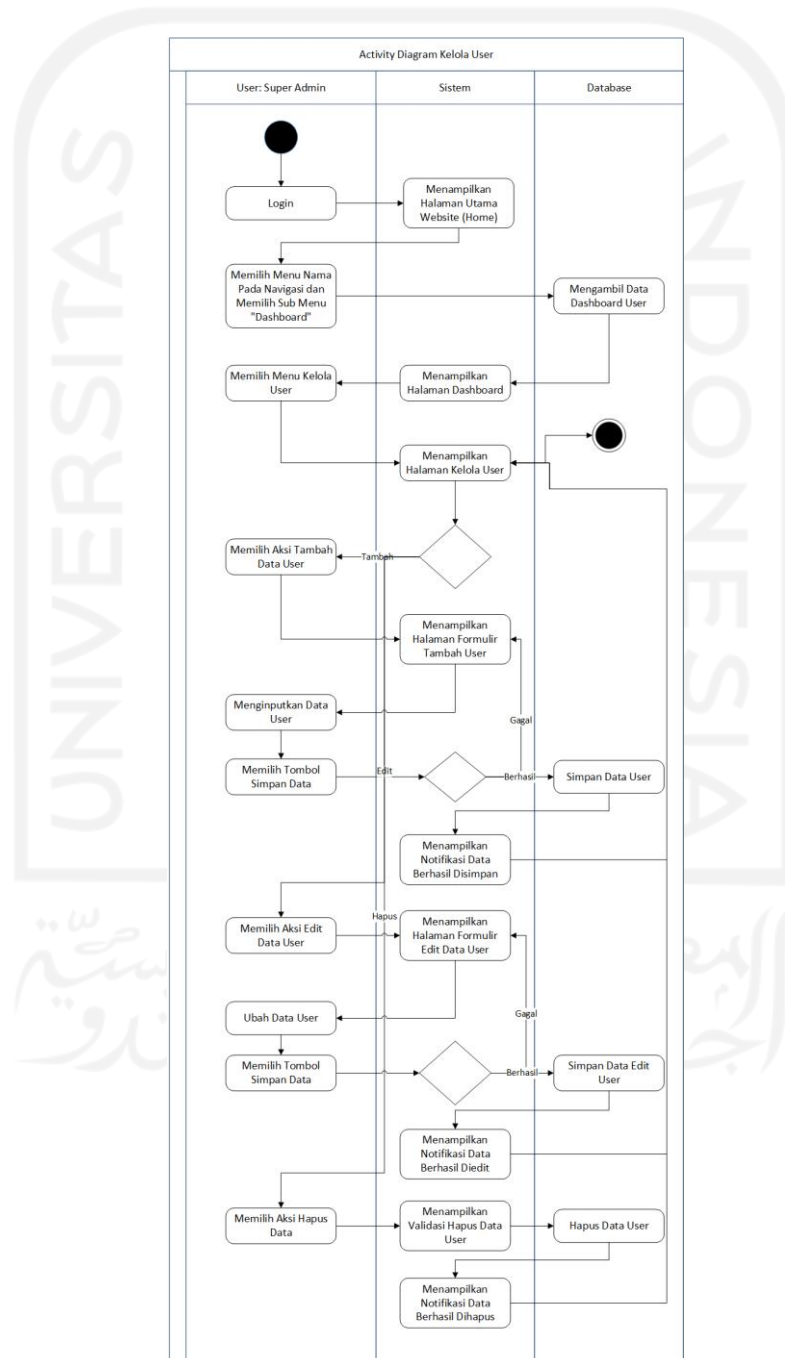 Activity Diagram Kelola User
User: Super Admin
Sistem
Database
Login
Menampilkan
Halaman Utama
Website (Home)
Memilih Menu Nama
Pada Navigasi dan
Memilih Sub Menu
"Dashboard"
Mengambil Data
Dashboard User
Memilih Menu Kelola
User
Menampilkan
Halaman Dashboard
Menampilkan
Halaman Kelola User
Memilih Aksi Tambah
Data User
Tambah
Menampilkan
Halaman Formulir
Tambah User
Menginputkan Data
User
Gagal
Memilih Tombol
Simpan Data
Edit
Berhasil
Simpan Data User
Menampilkan
Notifikasi Data
Berhasil Disimpan
Memilih Aksi Edit
Data User
Hapus
Menampilkan
Halaman Formulir
Edit Data User
Ubah Data User
Gagal
Memilih Tombol
Simpan Data
Berhasil
Simpan Data Edit
User
Menampilkan
Notifikasi Data
Berhasil Diedit
Memilih Aksi Hapus
Data
Menampilkan
Validasi Hapus Data
User
Hapus Data User
Menampilkan
Notifikasi Data
Berhasil Dihapus
UNIVERSITAS
INDONESIA